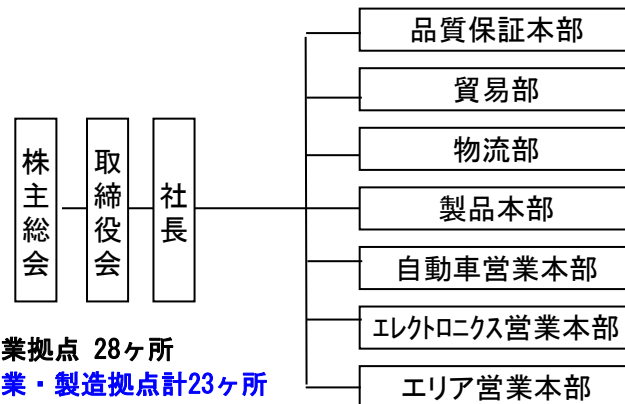 株主総会
取締役会
社長
品質保証本部
貿易部
物流部
製品本部
自動車営業本部
エレクトロニクス営業本部
エリア営業本部
業拠点 28ヶ所
業・製造拠点計23ヶ所